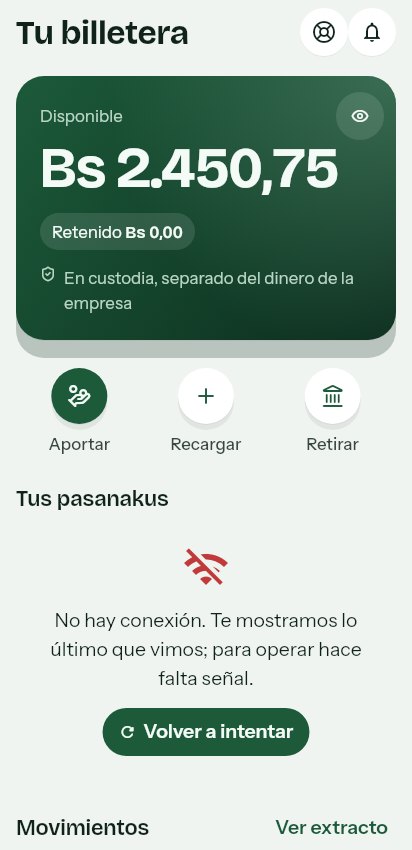 Tu billetera
Disponible
Bs 2.450,75
Retenido Bs 0,00
En custodia, separado del dinero de la
empresa
Aportar
Recargar
Retirar
Tus pasanakus
No hay conexión. Te mostramos lo
último que vimos; para operar hace
falta señal.
Volver a intentar
Movimientos
Ver extracto